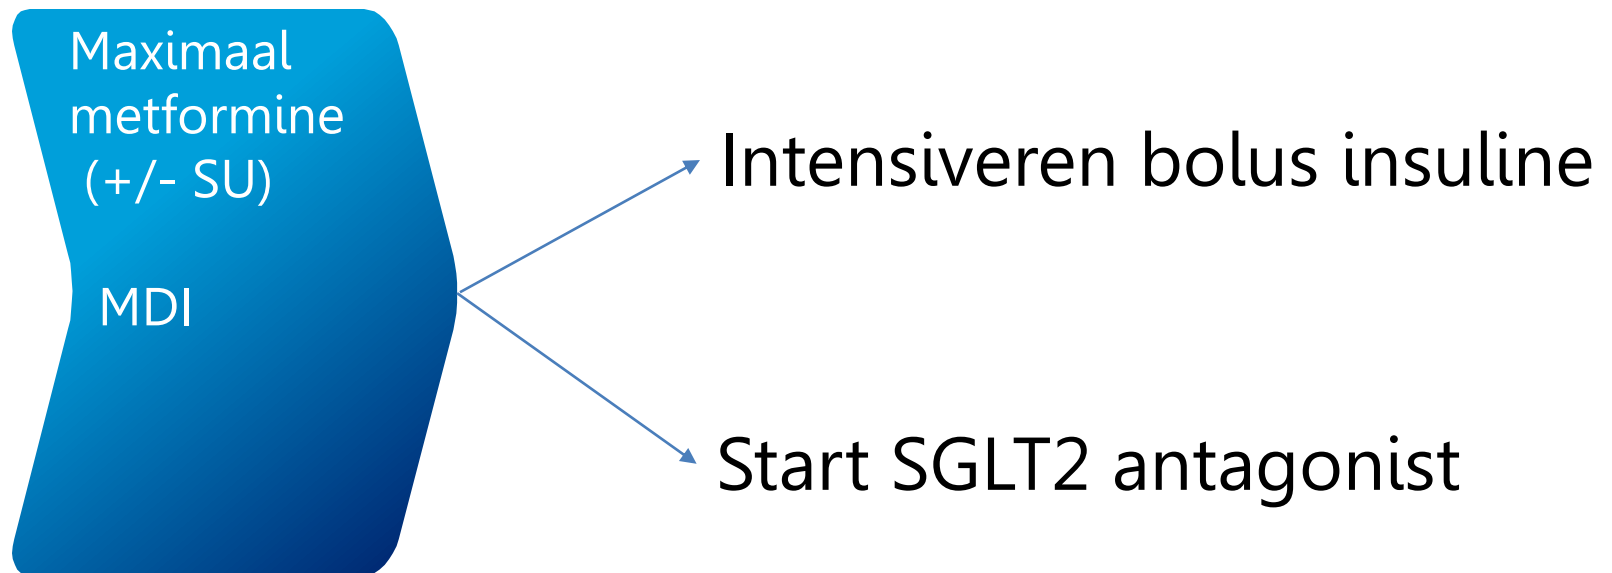 Maximaal
metformine
(+/- SU)
MDI
Intensiveren bolus insuline
Start SGLT2 antagonist